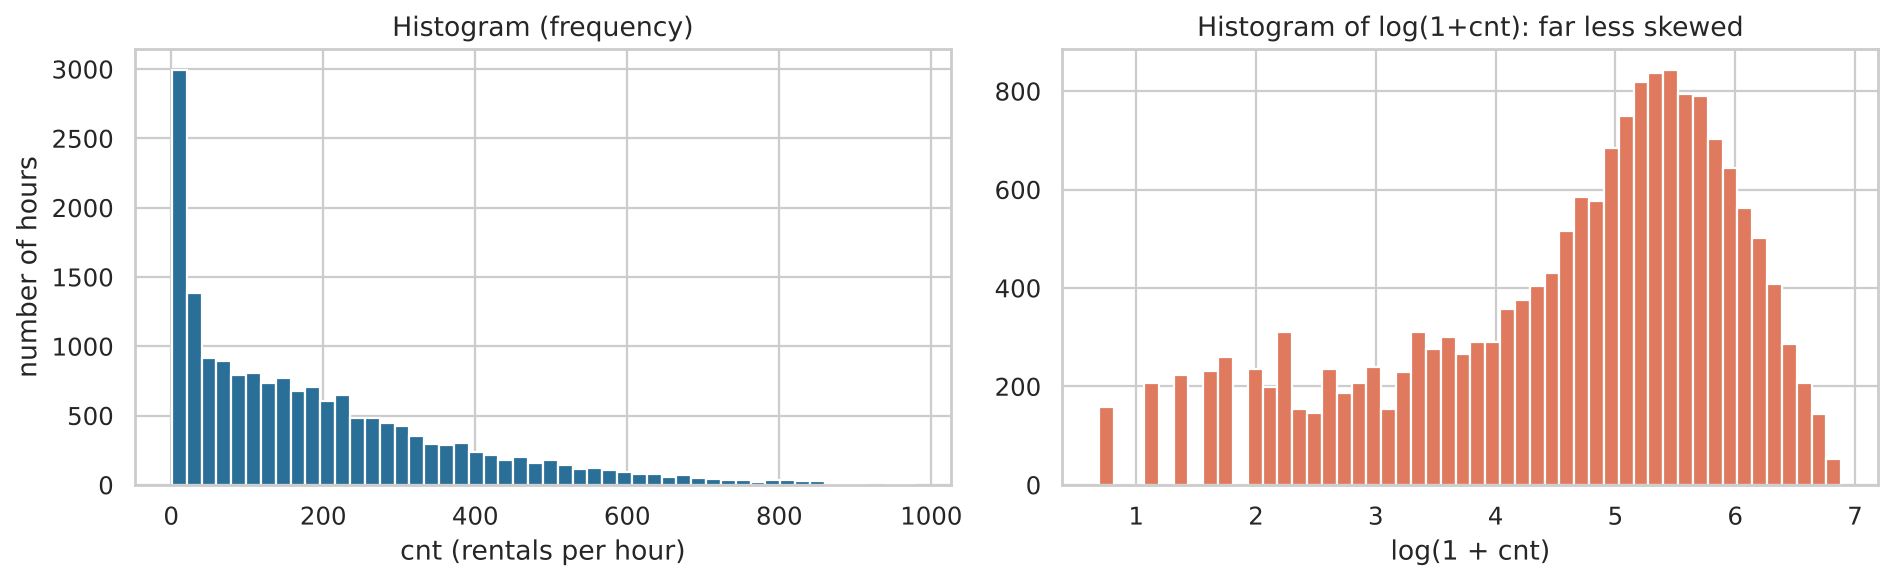 Histogram (frequency)
number of hours
3000
2500
2000
1500
1000
500
0
0 200 400 600 800 1000
cnt (rentals per hour)
Histogram of log(1+cnt): far less skewed
800
600
400
200
0
1 2 3 4 5 6 7
log(1 + cnt)